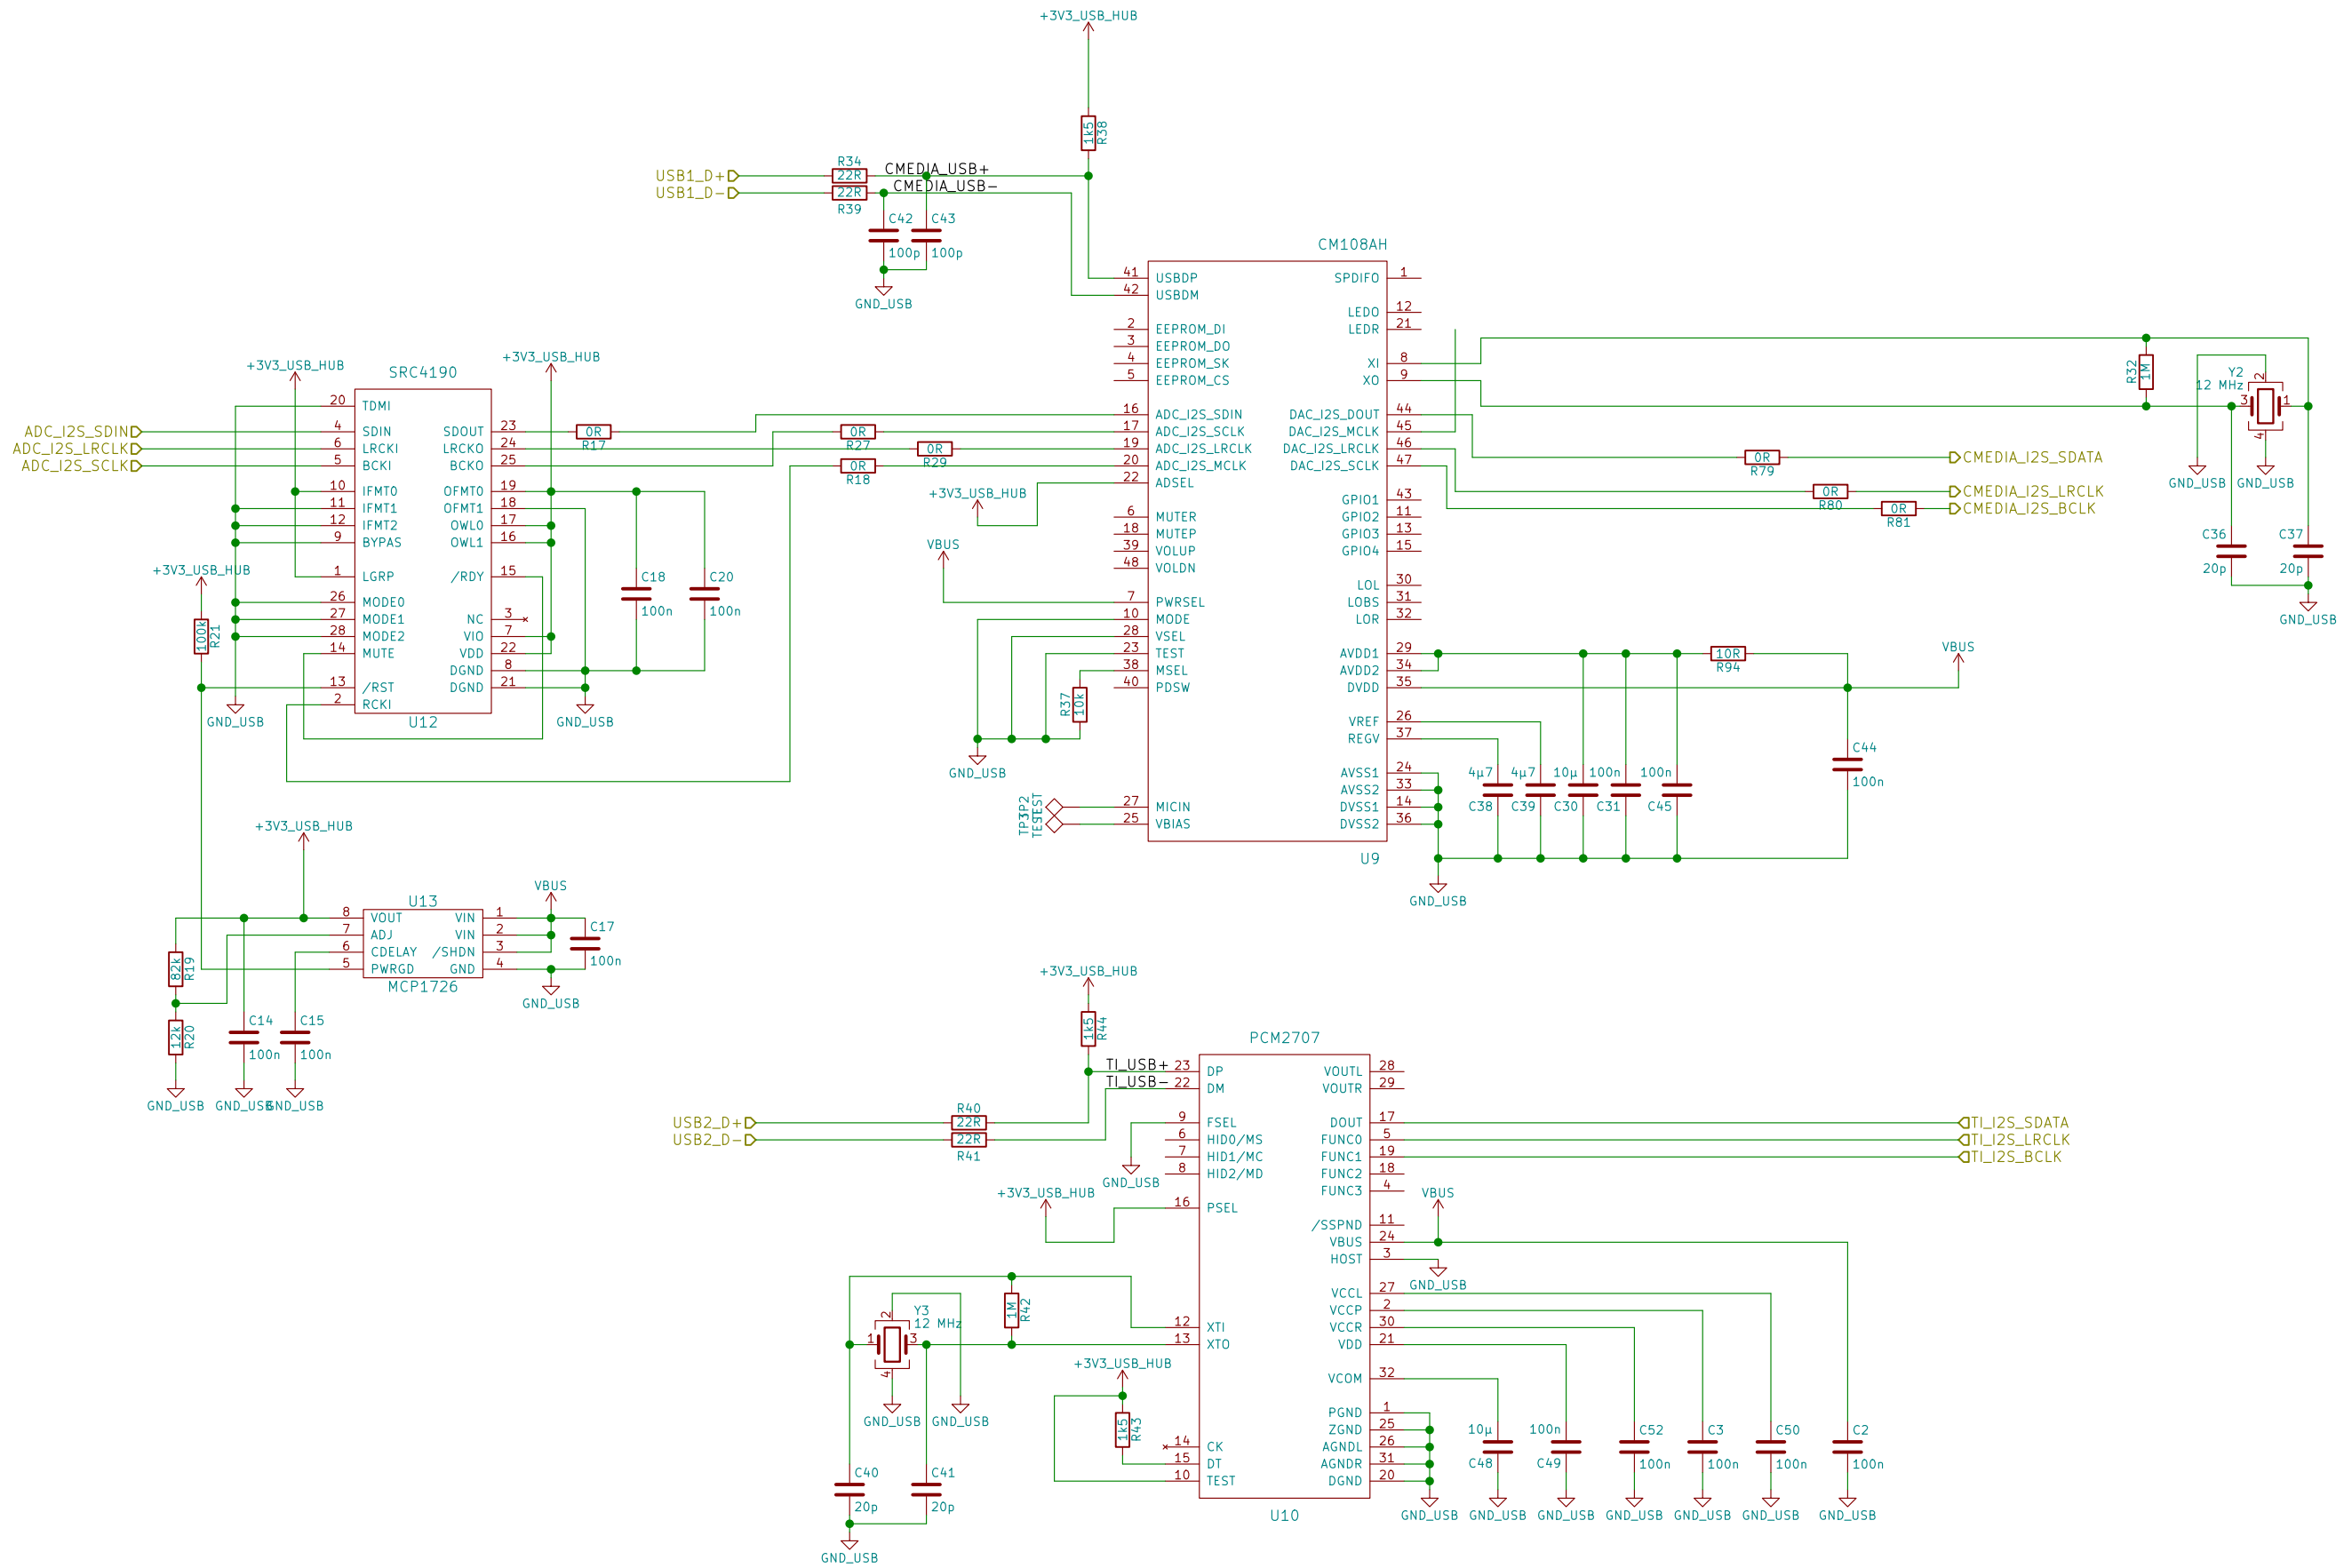 +3V3_USB_HUB
1k5
R38
USB1_D+
R34
22R
CMEDIA_USB+
USB1_D-
22R
R39
CMEDIA_USB-
C42
100p
C43
100p
GND_USB
CM108AH
41 USBDP
42 USBDM
2 EEPROM_DI
3 EEPROM_DO
4 EEPROM_SK
5 EEPROM_CS
16 ADC_I2S_SDIN
17 ADC_I2S_SCLK
19 ADC_I2S_LRCLK
20 ADC_I2S_MCLK
22 ADSEL
6 MUTER
18 MUTEP
39 VOLUP
48 VOLDN
7 PWRSEL
10 MODE
28 VSEL
23 TEST
38 MSEL
40 PDSW
27 MICIN
25 VBIAS
SPDIFO 1
LEDO 12
LEDR 21
XI 8
XO 9
DAC_I2S_DOUT 44
DAC_I2S_MCLK 45
DAC_I2S_LRCLK 46
DAC_I2S_SCLK 47
GPIO1 43
GPIO2 11
GPIO3 13
GPIO4 15
LOL 30
LOBS 31
LOR 32
AVDD1 29
AVDD2 34
DVDD 35
VREF 26
REGV 37
AVSS1 24
AVSS2 33
DVSS1 14
DVSS2 36
U9
R32
1M
Y2
12 MHz
2
3
1
4
GND_USB
GND_USB
C36
20p
C37
20p
GND_USB
0R
R79
CMEDIA_I2S_SDATA
0R
R80
CMEDIA_I2S_LRCLK
0R
R81
CMEDIA_I2S_BCLK
10R
R94
VBUS
C44
100n
4µ7
C38
4µ7
C39
10µ
C30
100n
C31
100n
C45
GND_USB
+3V3_USB_HUB
VBUS
R37
10k
GND_USB
TEST
TP3
TEST
+3V3_USB_HUB
SRC4190
+3V3_USB_HUB
ADC_I2S_SDIN
ADC_I2S_LRCLK
ADC_I2S_SCLK
20 TDMI
4 SDIN
6 LRCKI
5 BCKI
10 IFMT0
11 IFMT1
12 IFMT2
9 BYPAS
1 LGRP
26 MODE0
27 MODE1
28 MODE2
14 MUTE
13 /RST
2 RCKI
SDOUT 23
LRCKO 24
BCKO 25
OFMT0 19
OFMT1 18
OWL0 17
OWL1 16
/RDY 15
NC 3
VIO 7
VDD 22
DGND 8
DGND 21
U12
0R
R17
0R
R27
0R
R29
0R
R18
C18
100n
C20
100n
+3V3_USB_HUB
100k
R21
GND_USB
GND_USB
+3V3_USB_HUB
VBUS
U13
8 VOUT
7 ADJ
6 CDELAY
5 PWRGD
VIN 1
VIN 2
/SHDN 3
GND 4
MCP1726
C17
100n
GND_USB
82k
R19
12k
R20
C14
100n
C15
100n
GND_USB
GND_USB
GND_USB
+3V3_USB_HUB
1k5
R44
PCM2707
TI_USB+
TI_USB-
USB2_D+
R40
22R
USB2_D-
22R
R41
23 DP
22 DM
9 FSEL
6 HID0/MS
7 HID1/MC
8 HID2/MD
16 PSEL
12 XTI
13 XTO
14 CK
15 DT
10 TEST
VOUTL 28
VOUTR 29
DOUT 17
FUNC0 5
FUNC1 19
FUNC2 18
FUNC3 4
/SSPND 11
VBUS 24
HOST 3
VCCL 27
VCCP 2
VCCR 30
VDD 21
VCOM 32
PGND 1
ZGND 25
AGNDL 26
AGNDR 31
DGND 20
U10
GND_USB
+3V3_USB_HUB
1M
R42
Y3
12 MHz
2
1
3
4
GND_USB
GND_USB
+3V3_USB_HUB
1k5
R43
C40
20p
C41
20p
GND_USB
TI_I2S_SDATA
TI_I2S_LRCLK
TI_I2S_BCLK
VBUS
GND_USB
10µ
C48
100n
C49
C52
100n
C3
100n
C50
100n
C2
100n
GND_USB
GND_USB
GND_USB
GND_USB
GND_USB
GND_USB
GND_USB